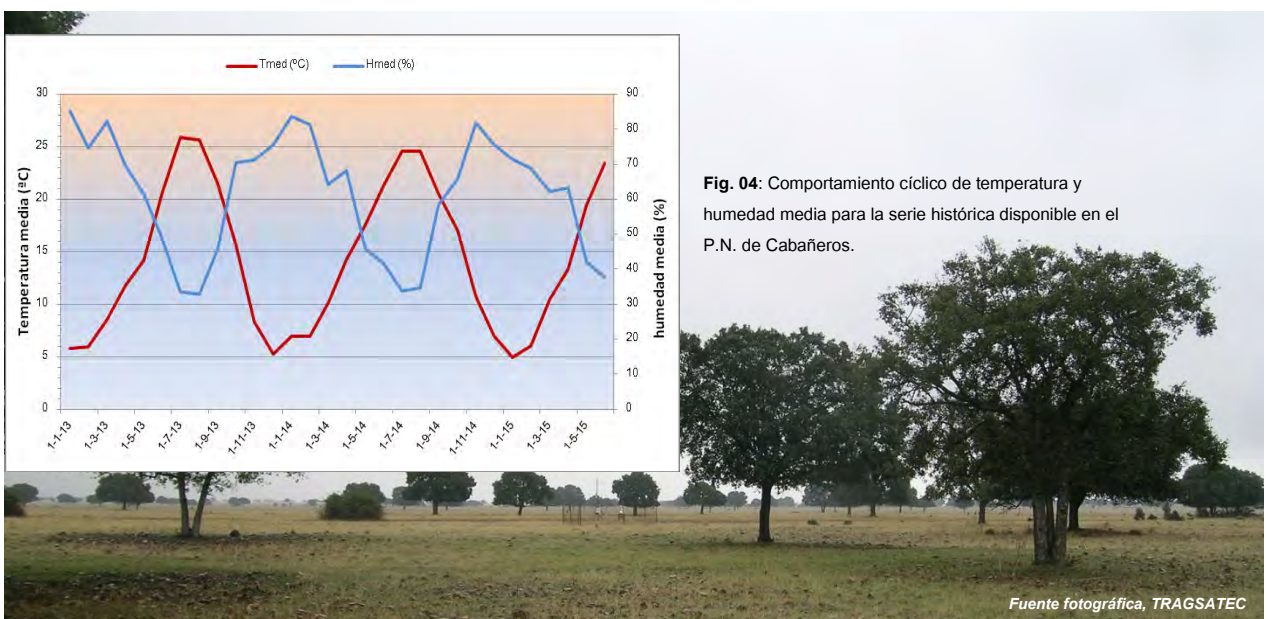 Tmed (ºC) Hmed (%)
30 90
25 80
20 70
15 60
10 50
5 40
0 30
20
10
0
Temperatura media (ºC)
humedad media (%)
1-1-13 1-3-13 1-5-13 1-7-13 1-9-13 1-11-13 1-1-14 1-3-14 1-5-14 1-7-14 1-9-14 1-11-14 1-1-15 1-3-15 1-5-15
Fig. 04: Comportamiento cíclico de temperatura y
humedad media para la serie histórica disponible en el
P.N. de Cabañeros.
Fuente fotográfica, TRAGSATEC